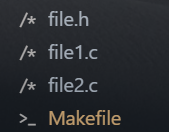 /* file.h
/* file1.c
/* file2.c
>_ Makefile